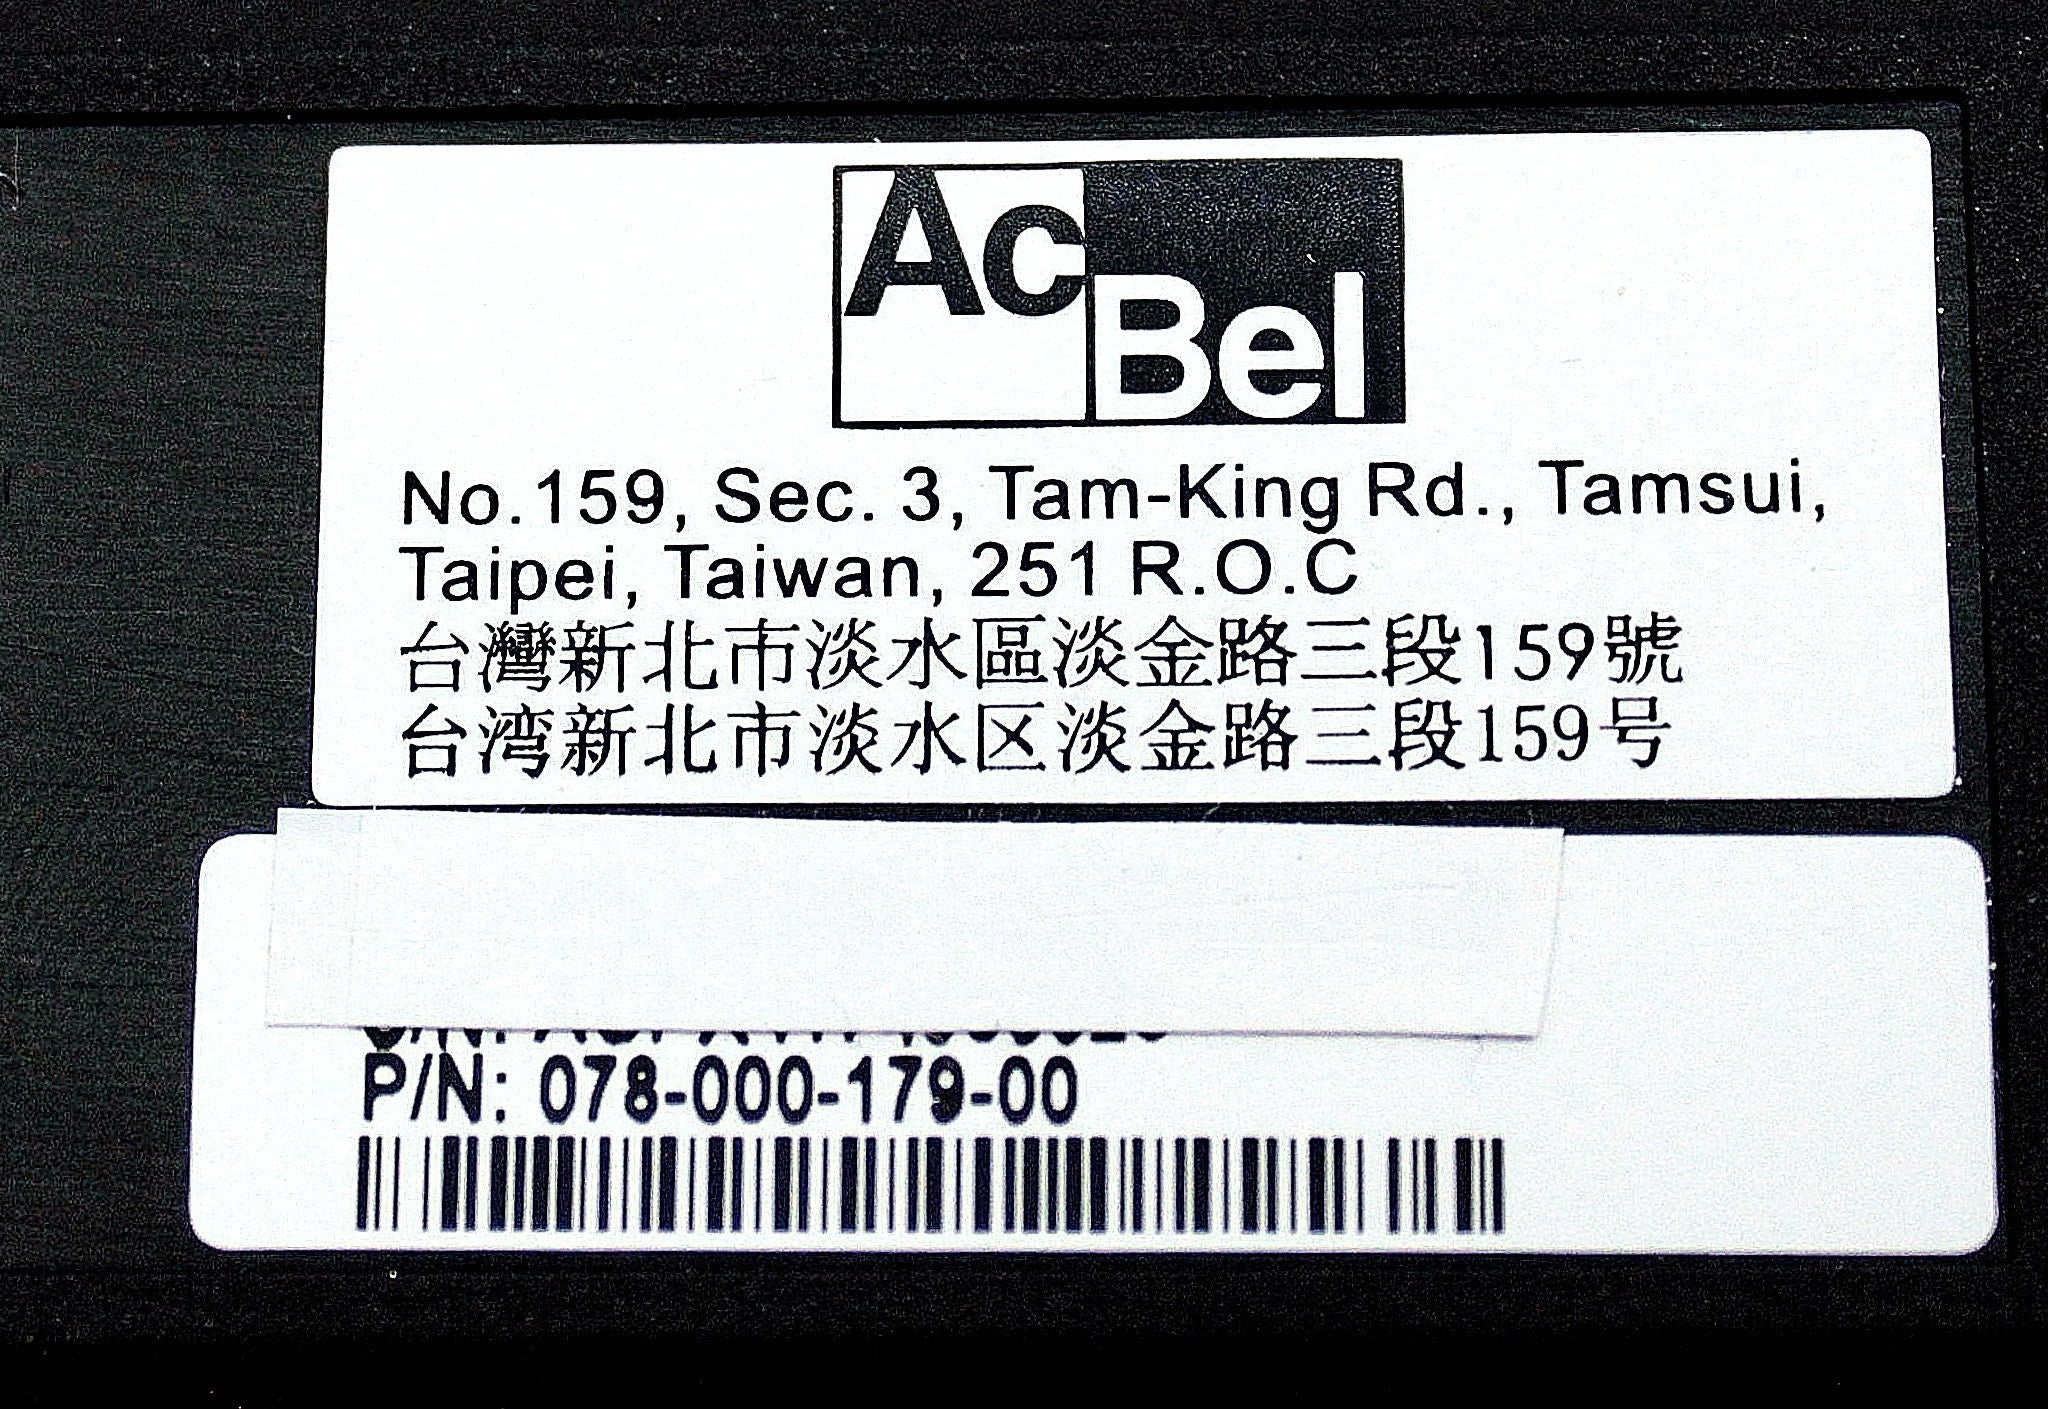 AcBel
No.159, Sec. 3, Tam-King Rd., Tamsui,
Taipei, Taiwan, 251 R.O.C
台灣新北市淡水區淡金路三段159號
台湾新北市淡水区淡金路三段159号
P/N: 078-000-179-00